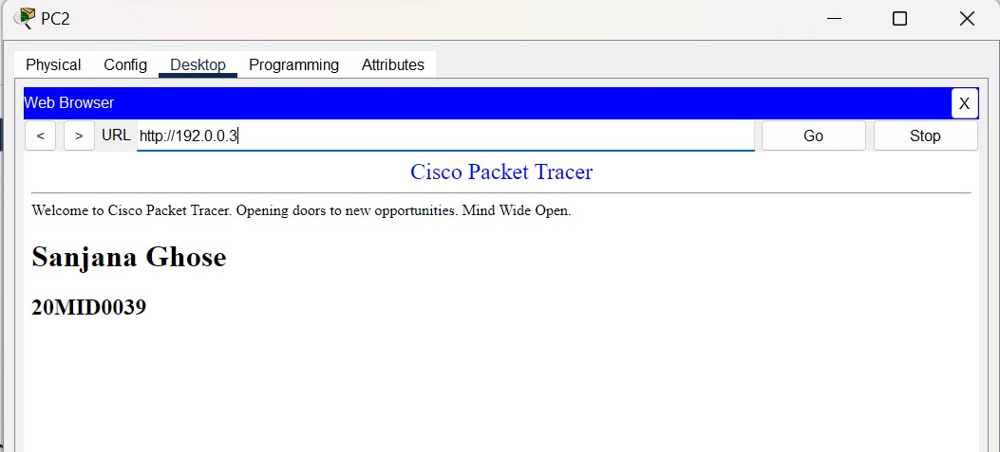 PC2
Physical Config Desktop Programming Attributes
Web Browser
X
< > URL http://192.0.0.3 Go Stop
Cisco Packet Tracer
Welcome to Cisco Packet Tracer. Opening doors to new opportunities. Mind Wide Open.
Sanjana Ghose
20MID0039